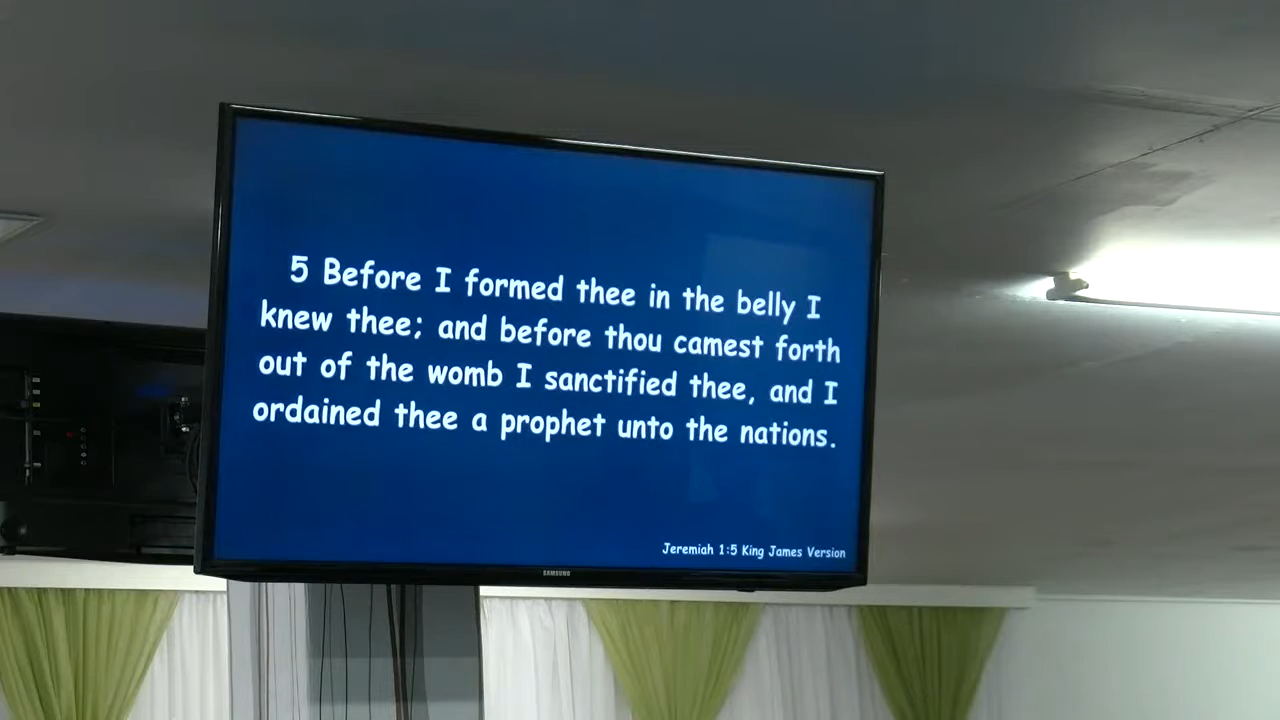 5 Before I formed thee in the belly I
knew thee; and before thou camest forth
out of the womb I sanctified thee, and I
ordained thee a prophet unto the nations.
Jeremiah 1:5 King James Version
SAMSUNG